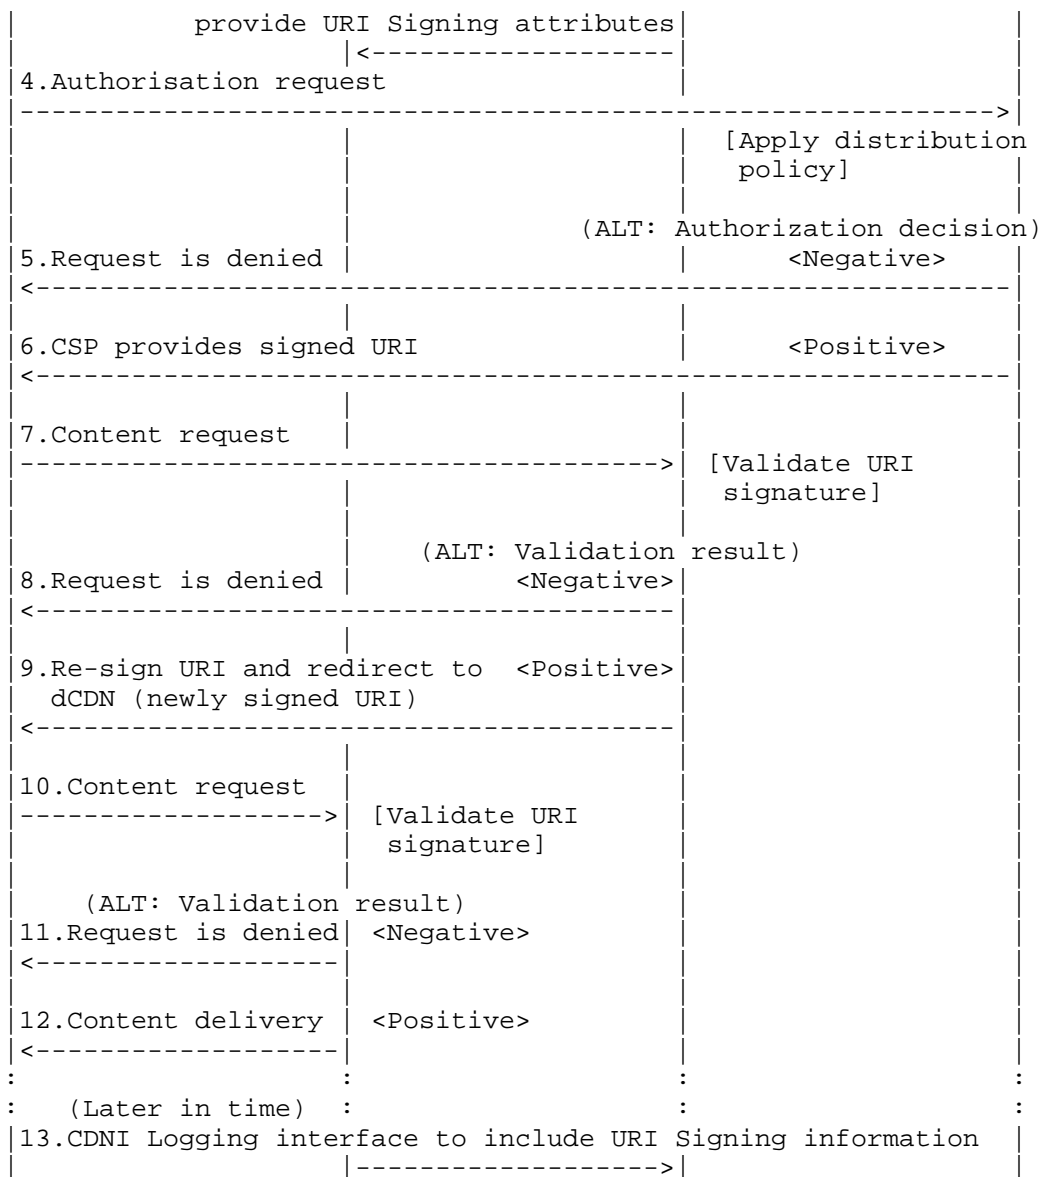 |            provide URI Signing attributes|                      |
|                      |<-------------------|                      |
|4.Authorisation request                    |                      |
|----------------------------------------------------------------->|
|                      |                    |  [Apply distribution
|                      |                    |   policy]            |
|                      |                    |                      |
|                      |              (ALT: Authorization decision)
|5.Request is denied   |                    |      <Negative>      |
|<-----------------------------------------------------------------|
|                      |                    |                      |
|6.CSP provides signed URI                  |      <Positive>      |
|<-----------------------------------------------------------------|
|                      |                    |                      |
|7.Content request     |                    |                      |
|------------------------------------------>| [Validate URI        |
|                      |                    |  signature]          |
|                      |                    |                      |
|                      |    (ALT: Validation result)               |
|8.Request is denied   |          <Negative>|                      |
|<------------------------------------------|                      |
|                      |                    |                      |
|9.Re-sign URI and redirect to    <Positive>|                      |
|  dCDN (newly signed URI)                  |                      |
|<------------------------------------------|                      |
|                      |                    |                      |
|10.Content request    |                    |                      |
|--------------------->| [Validate URI      |                      |
|                      |  signature]        |                      |
|                      |                    |                      |
|    (ALT: Validation result)               |                      |
|11.Request is denied  | <Negative>         |                      |
|<---------------------|                    |                      |
|                      |                    |                      |
|12.Content delivery   | <Positive>         |                      |
|<---------------------|                    |                      |
:                      :                    :                      :
:   (Later in time)    :                    :                      :
|13.CDNI Logging interface to include URI Signing information      |
|                      |------------------->|                      |